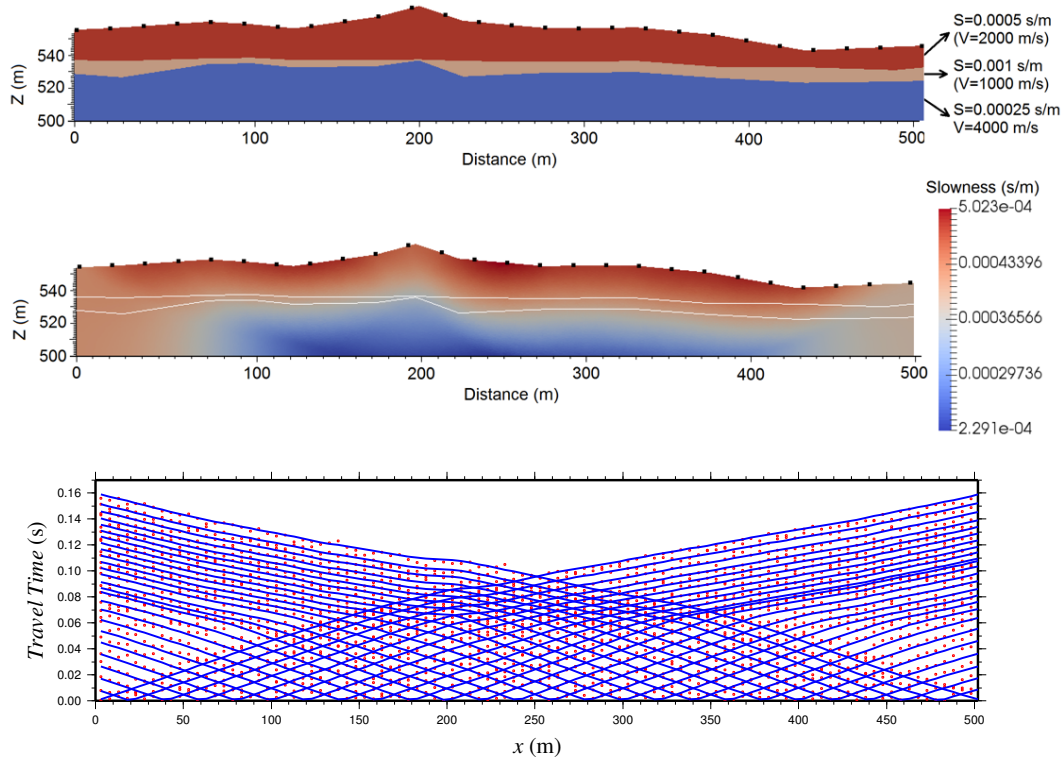 S=0.0005 s/m
(V=2000 m/s)
S=0.001 s/m
(V=1000 m/s)
S=0.00025 s/m
V=4000 m/s
Z (m)
540
520
500
0 100 200 300 400 500
Distance (m)
Slowness (s/m)
5.023e-04
0.00043396
0.00036566
0.00029736
2.291e-04
Z (m)
540
520
500
0 100 200 300 400 500
Distance (m)
Travel Time (s)
0.16
0.14
0.12
0.10
0.08
0.06
0.04
0.02
0.00
0 50 100 150 200 250 300 350 400 450 500
x (m)